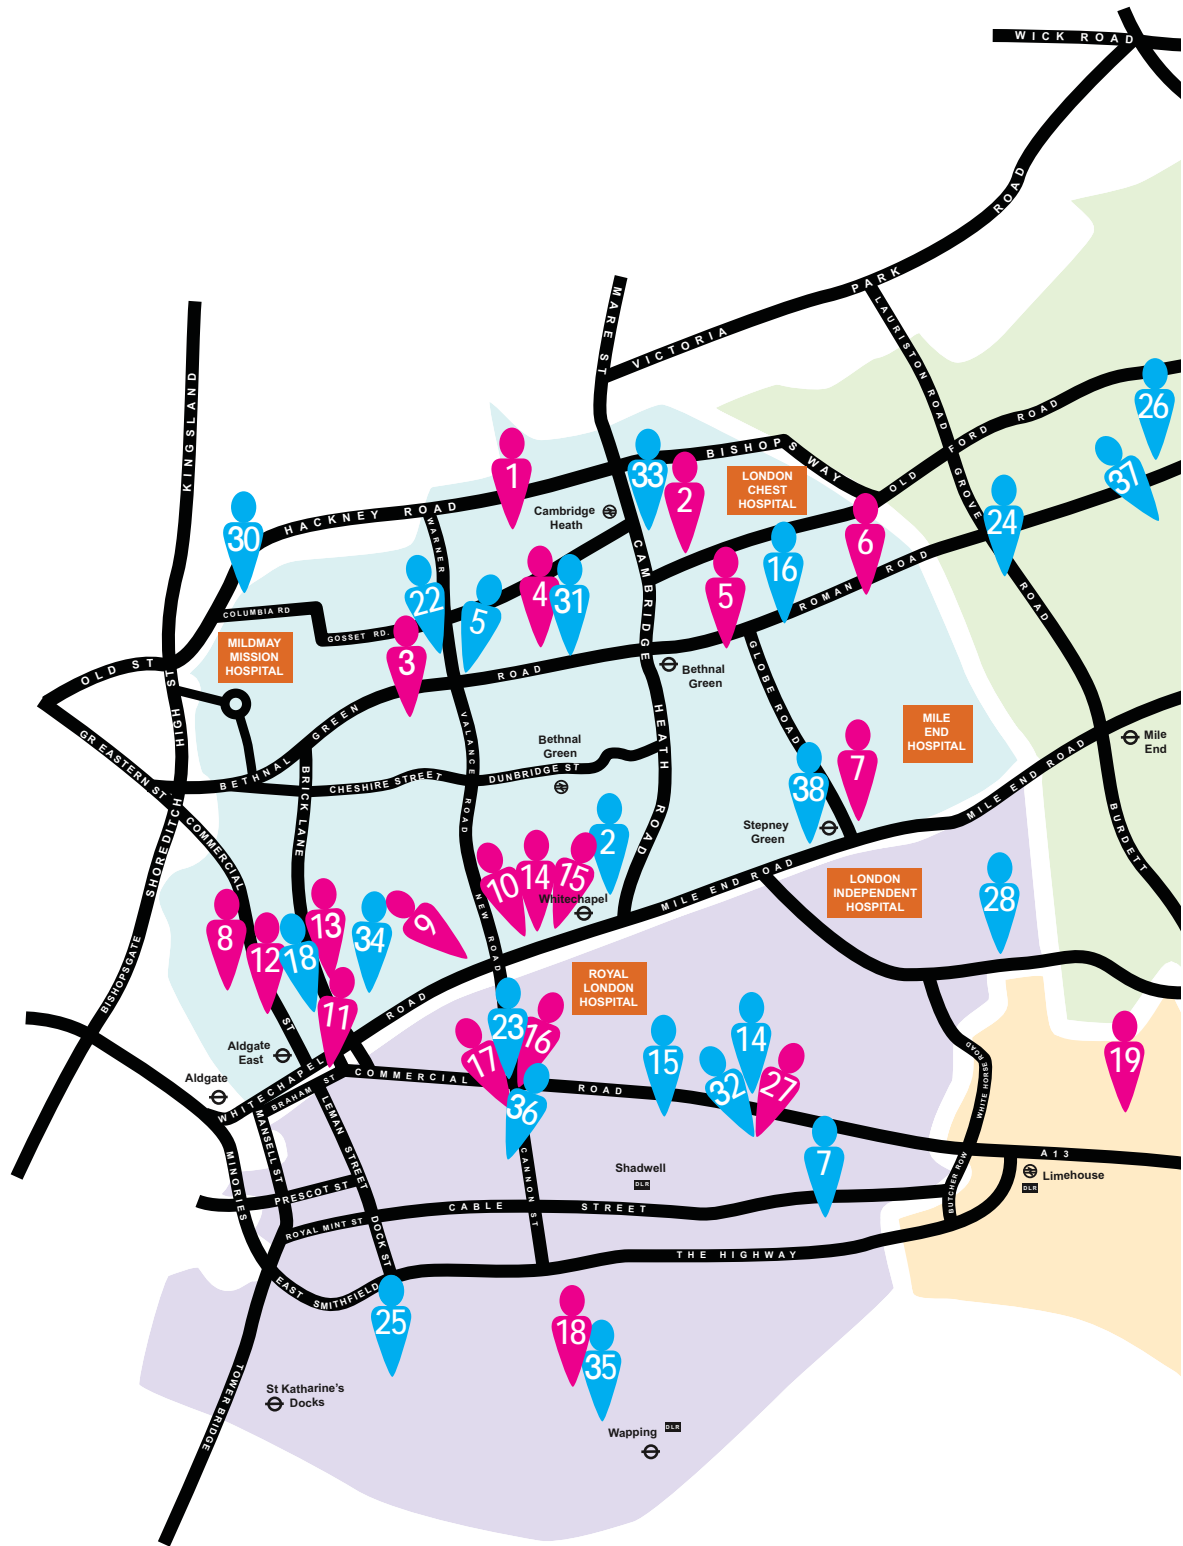 WICK ROAD
ROAD
PARK
VICTORIA
MARE ST
LAURISTON ROAD
KINGSLAND
26
FORD ROAD
OLD
BISHOPS WAY
37
1
33
2
LONDON
CHEST
HOSPITAL
GROVE
24
HACKNEY ROAD
30
Cambridge
Heath
6
WARNER
CAMBRIDGE
HEATH
ROAD
16
ROMAN ROAD
ROAD
22
5
4
31
5
COLUMBIA RD
GOSSET RD.
MILDMAY
MISSION
HOSPITAL
3
OLD ST
HIGH ST
BETHNAL
GREEN
ROAD
Bethnal
Green
GLOBE ROAD
MILE
END
HOSPITAL
Mile
End
GR EASTERN ST
VALANCE
ROAD
Bethnal
Green
7
38
BRICK LANE
CHESHIRE STREET
DUNBRIDGE ST
MILE END ROAD
SHOREDITCH
COMMERCIAL
Stepney
Green
BURDETT
2
10
14
15
Whitechapel
MILE END ROAD
LONDON
INDEPENDENT
HOSPITAL
28
8
12
18
13
34
9
NEW ROAD
BISHOPSGATE
ROYAL
LONDON
HOSPITAL
11
ROAD
ST
23
16
17
15
14
32
27
19
Aldgate
East
Aldgate
WHITECHAPEL
BRAHAM ST
COMMERCIAL
ROAD
WHITE HORSE ROAD
36
MANSELL ST
LEMAN STREET
MINORIES
7
A13
CANNON ST
Shadwell
DLR
BUTCHER ROW
Limehouse
DLR
PRESCOT ST
CABLE STREET
ROYAL MINT ST
DOCK ST
THE HIGHWAY
EAST SMITHFIELD
25
18
35
TOWER BRIDGE
St Katharine's
Docks
Wapping
DLR